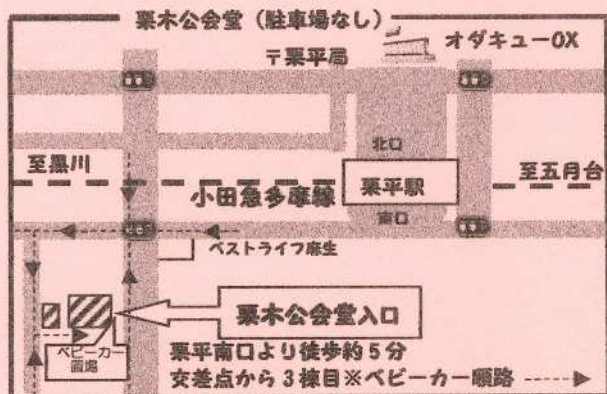 栗木公会堂（駐車場なし）
オダキューOX
〒栗平局
北口
至黒川
栗平駅
至五月台
小田急多摩線
南口
ベストライフ麻生
栗木公会堂入口
ベビーカー
置場
栗平南口より徒歩約5分
交差点から3棟目※ベビーカー順路